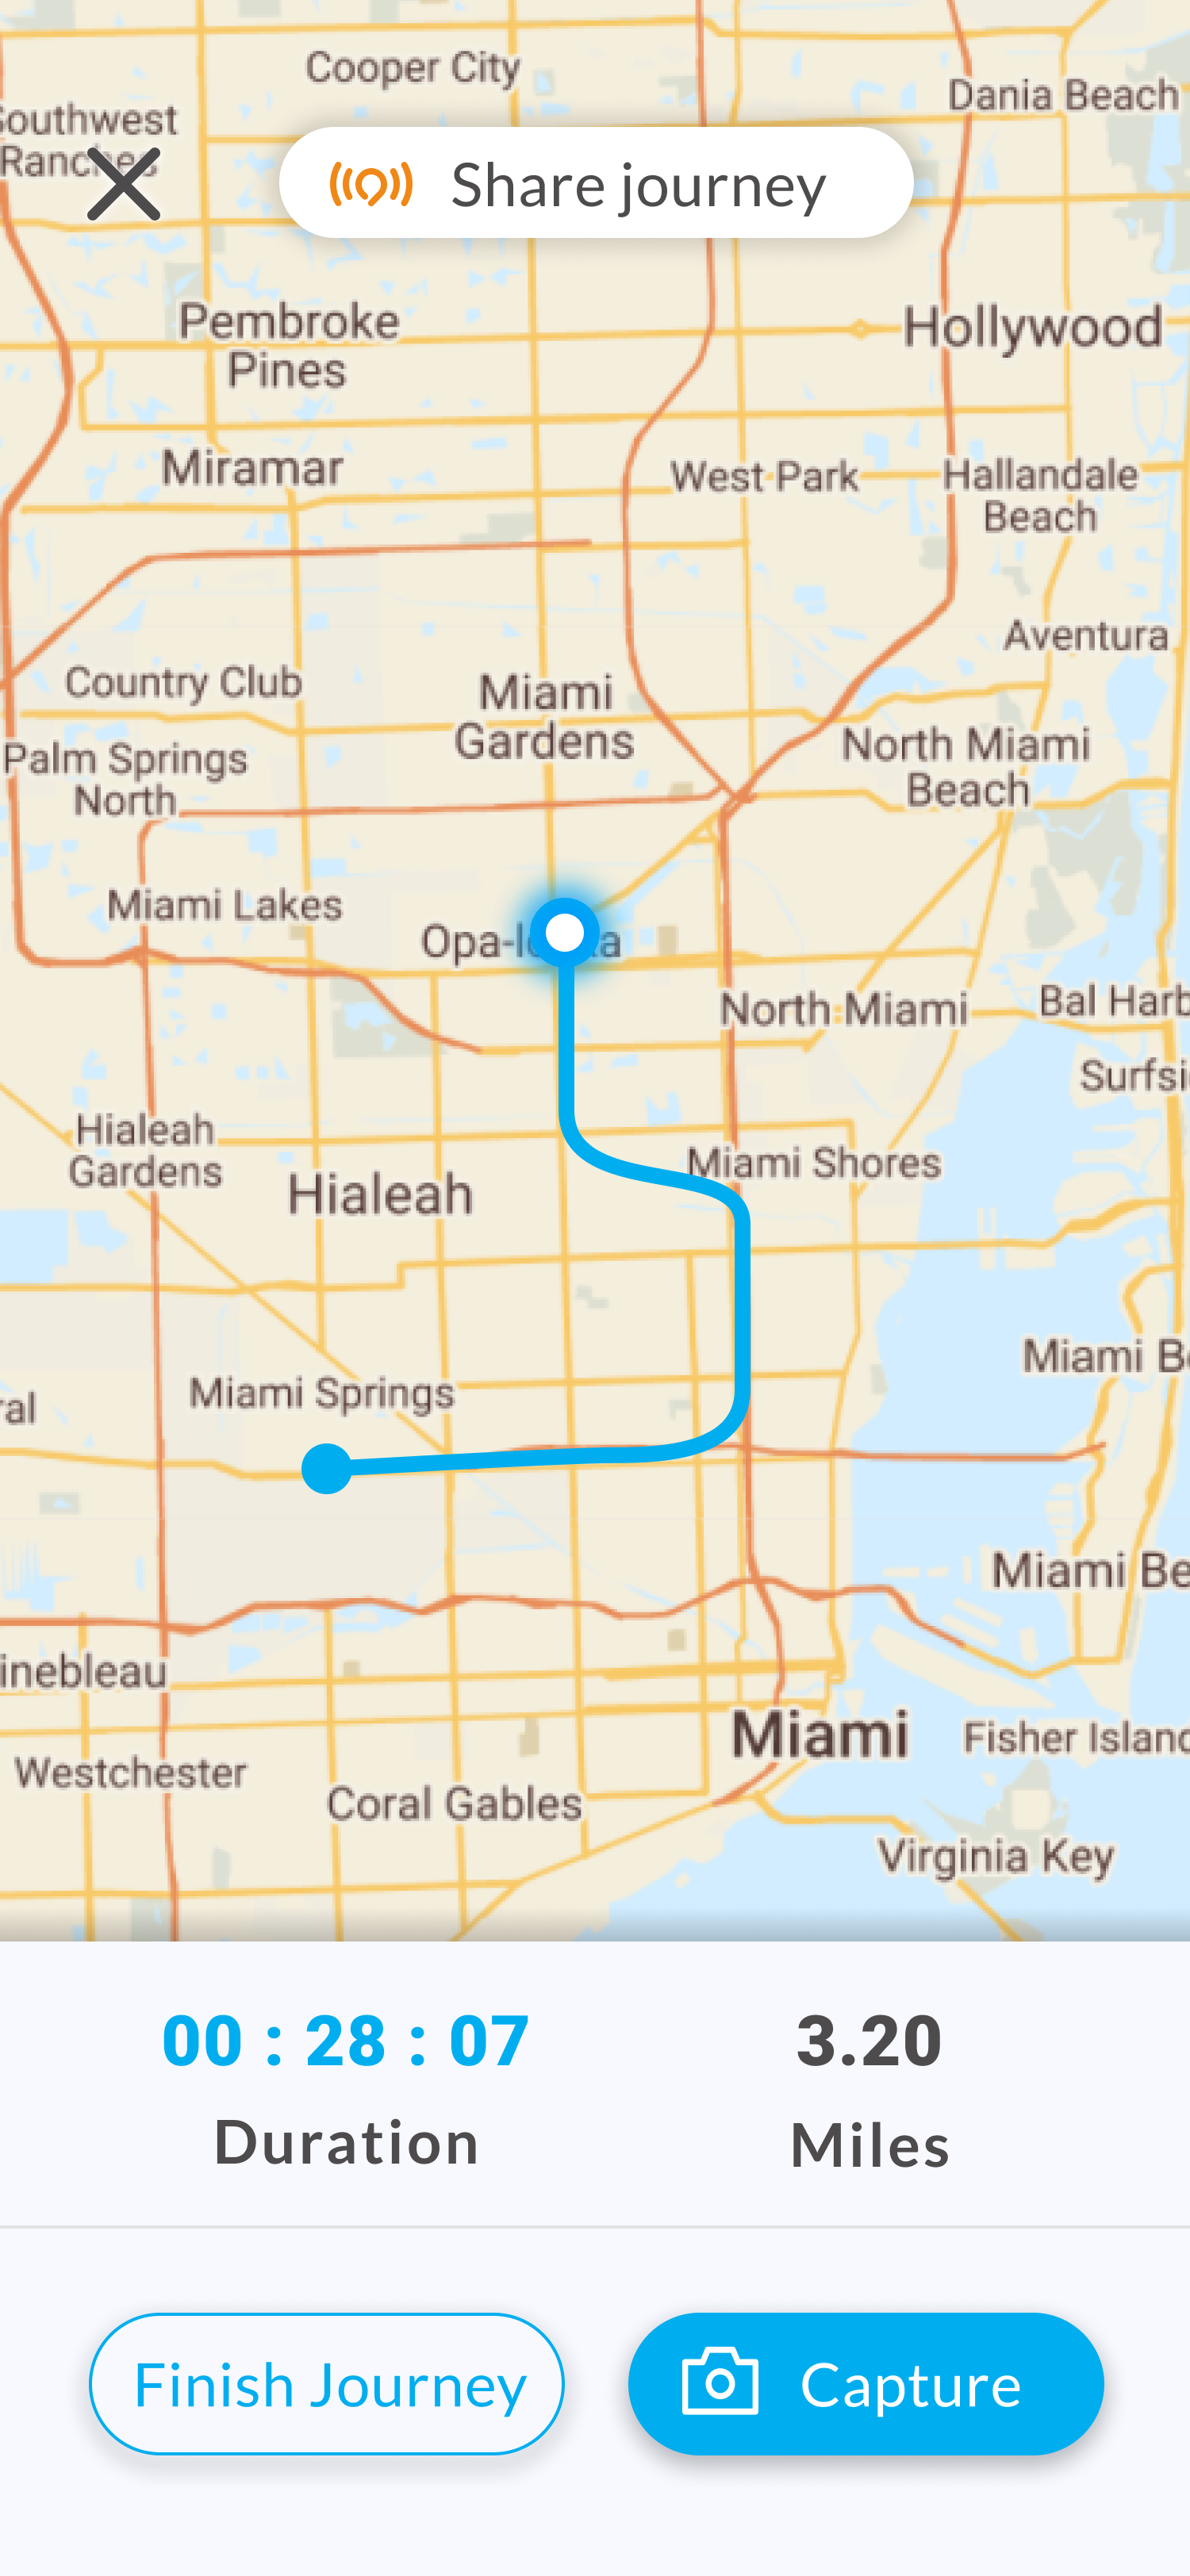 Cooper City
Dania Beach
Southwest
Ranches
Share journey
Pembroke
Pines
Hollywood
Miramar
West Park
Hallandale
Beach
Aventura
Country Club
Miami
Gardens
North Miami
Beach
Palm Springs
North
Miami Lakes
Opa-locka
North Miami
Bal Harb
Surfsi
Hialeah
Gardens
Miami Shores
Hialeah
Miami Be
Miami Springs
ral
Miami Be
inebleau
Miami
Fisher Island
Westchester
Coral Gables
Virginia Key
00 : 28 : 07
3.20
Duration
Miles
Finish Journey
Capture